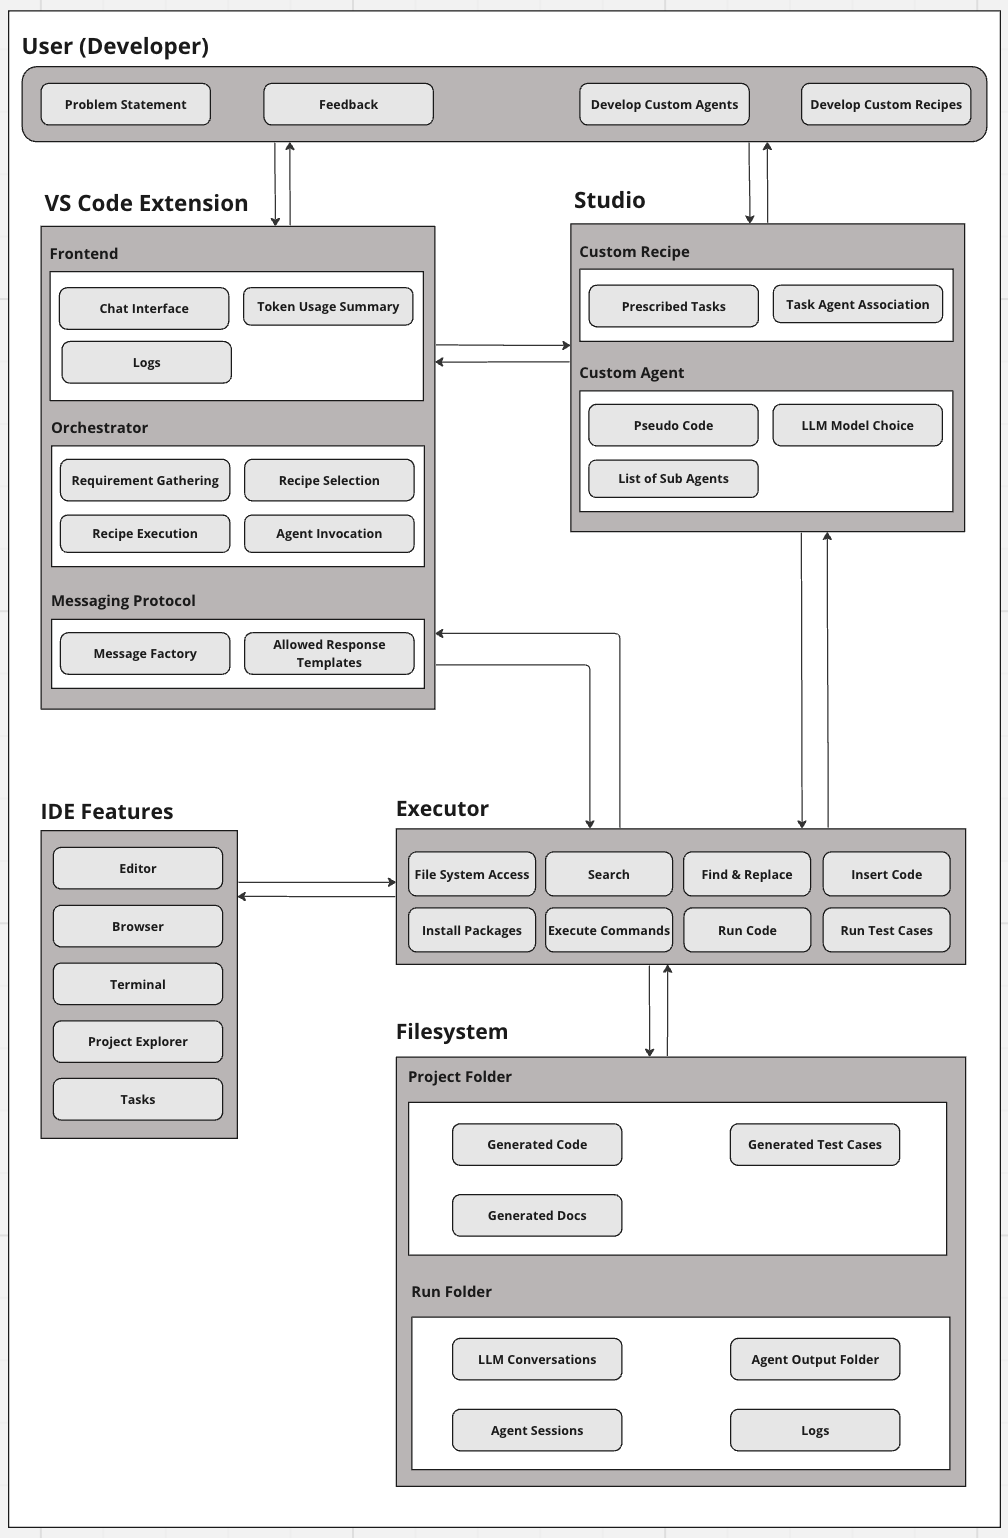 User (Developer)
Problem Statement
Feedback
Develop Custom Agents
Develop Custom Recipes
VS Code Extension
Frontend
Chat Interface
Token Usage Summary
Logs
Orchestrator
Requirement Gathering
Recipe Selection
Recipe Execution
Agent Invocation
Messaging Protocol
Message Factory
Allowed Response
Templates
Studio
Custom Recipe
Prescribed Tasks
Task Agent Association
Custom Agent
Pseudo Code
LLM Model Choice
List of Sub Agents
IDE Features
Editor
Browser
Terminal
Project Explorer
Tasks
Executor
File System Access
Search
Find & Replace
Insert Code
Install Packages
Execute Commands
Run Code
Run Test Cases
Filesystem
Project Folder
Generated Code
Generated Test Cases
Generated Docs
Run Folder
LLM Conversations
Agent Output Folder
Agent Sessions
Logs